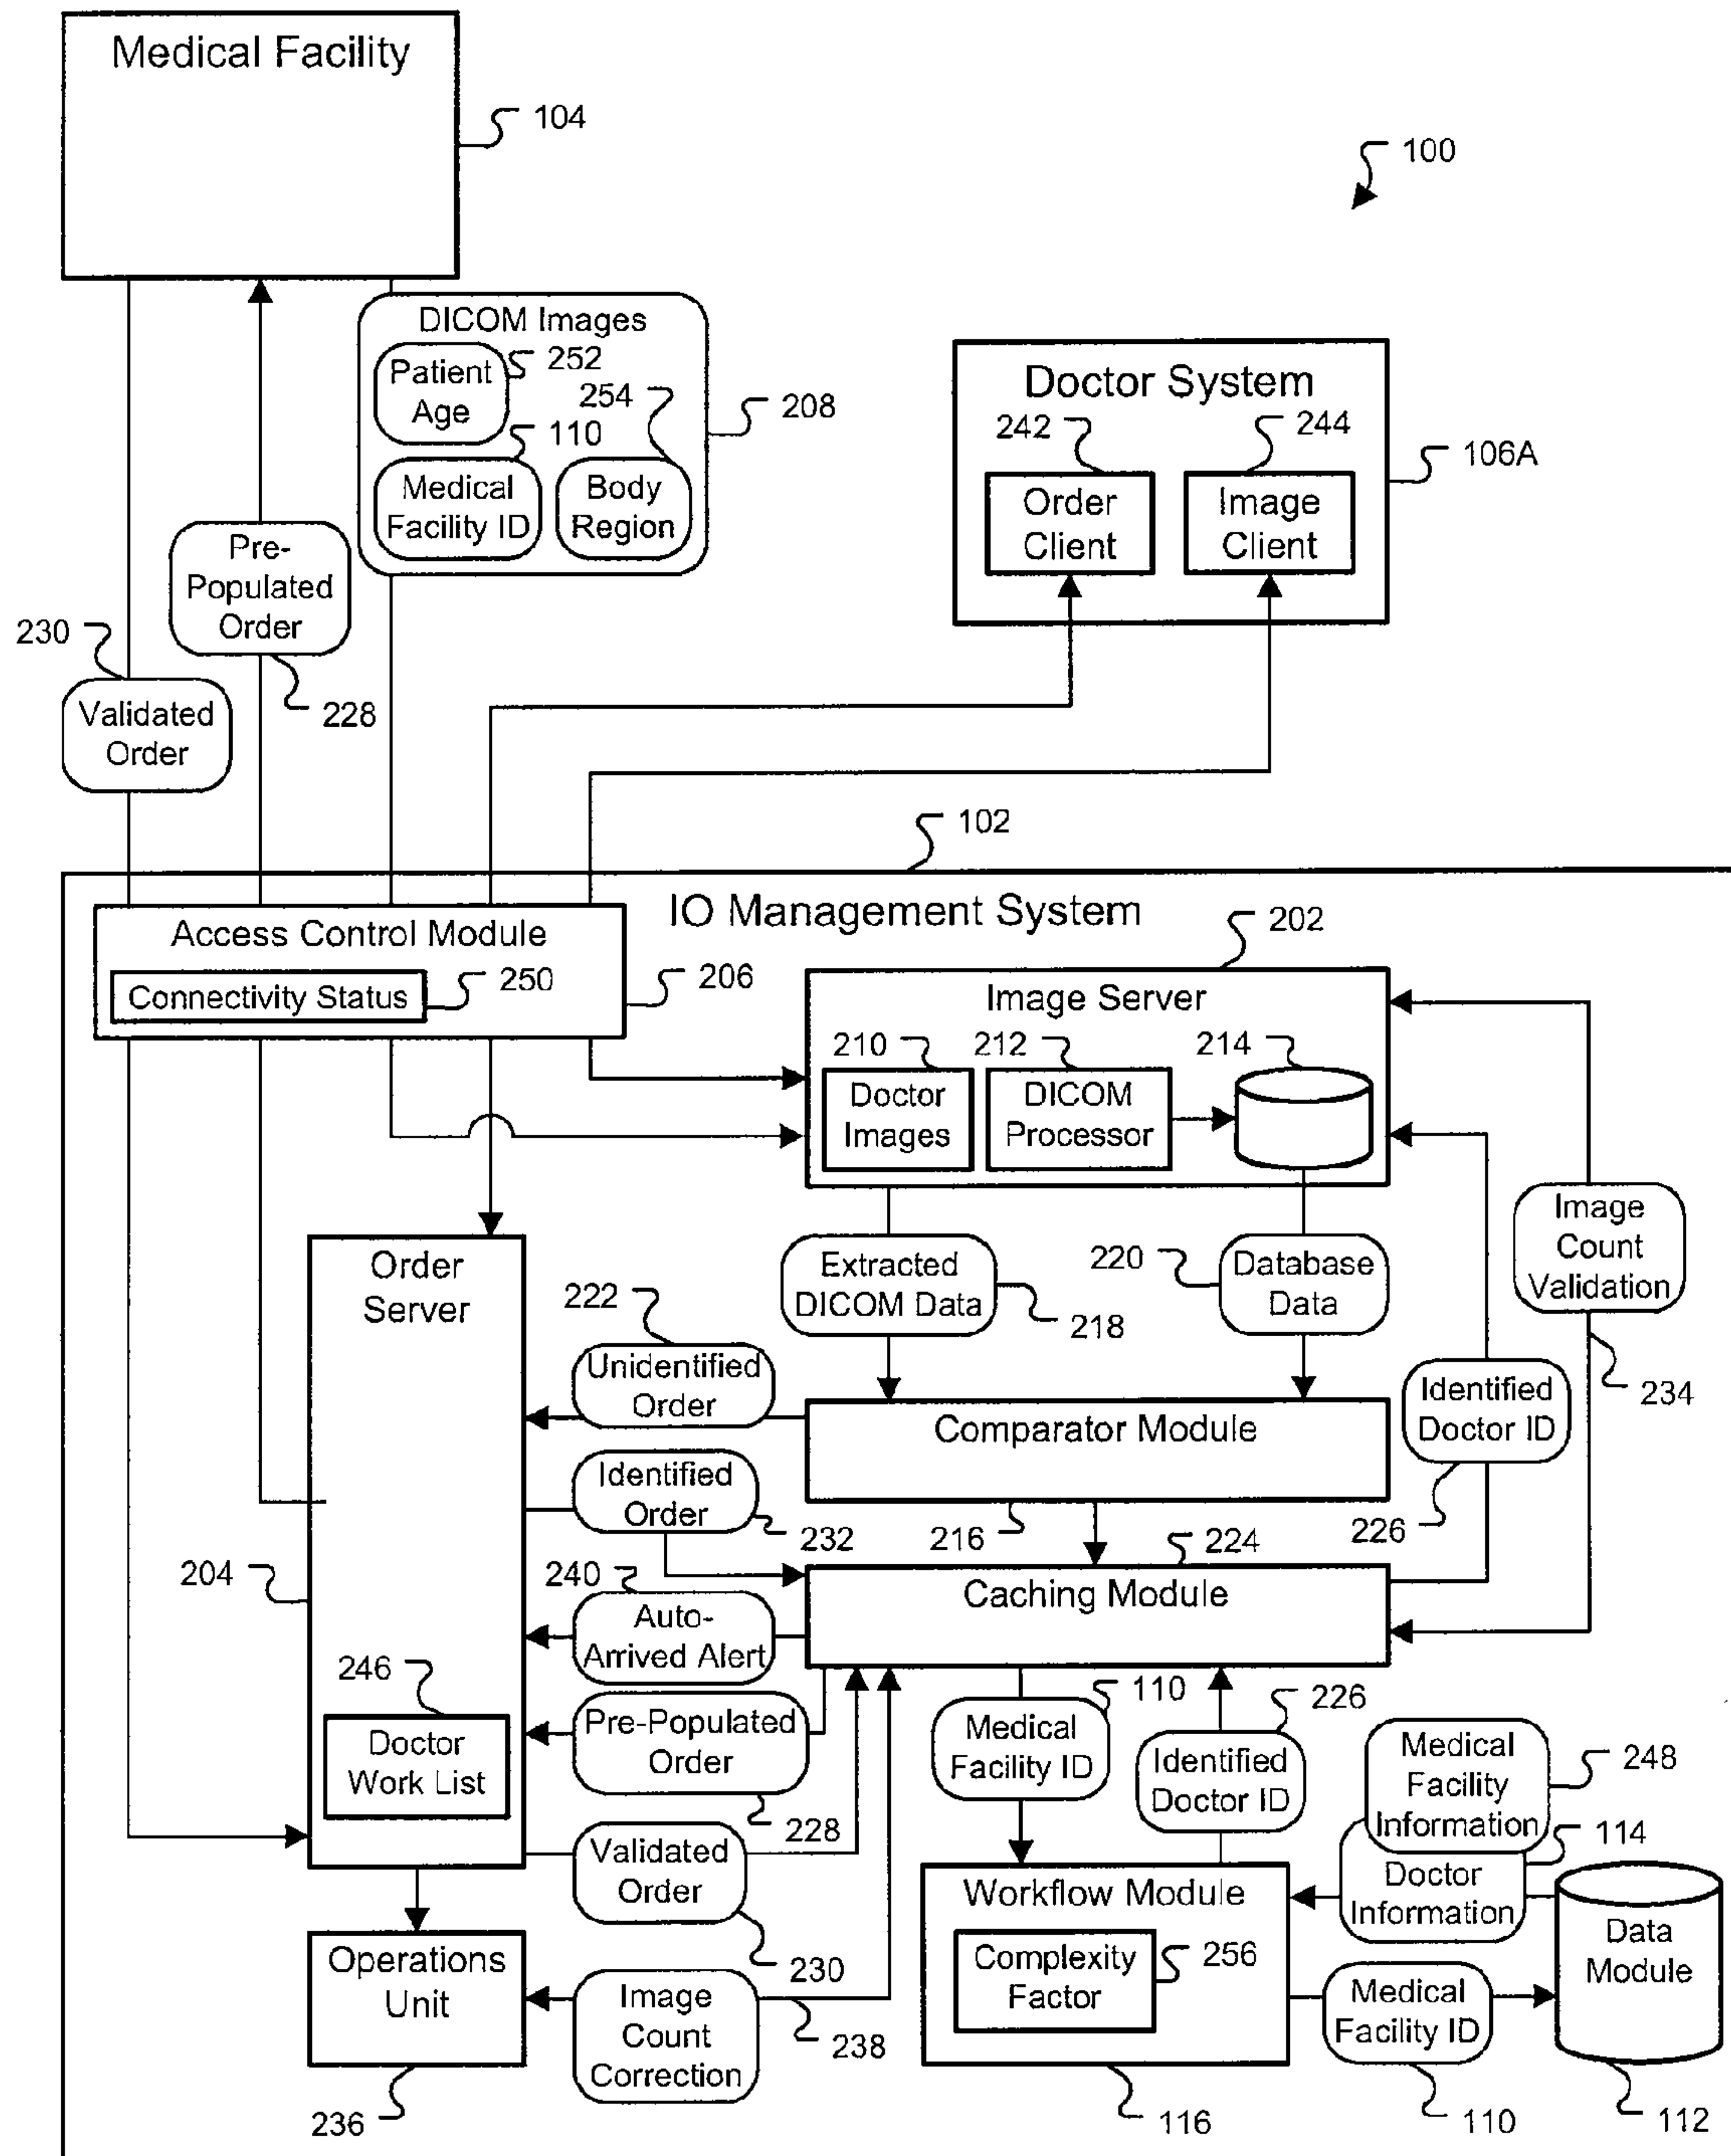 Medical Facility
104
100
DICOM Images
Patient
Age
252
254
208
110
Medical
Facility ID
Body
Region
Doctor System
242
244
106A
Order
Client
Image
Client
Pre-
Populated
Order
230
228
Validated
Order
102
IO Management System
Access Control Module
Connectivity Status
250
206
202
Image Server
210
212
214
Doctor
Images
DICOM
Processor
Image
Count
Validation
Order
Server
Extracted
DICOM Data
218
220
Database
Data
222
Unidentified
Order
234
Identified
Doctor ID
226
Comparator Module
Identified
Order
232
216
224
204
240
Caching Module
Auto-
Arrived Alert
246
Doctor
Work List
Pre-Populated
Order
228
110
Medical
Facility ID
226
Identified
Doctor ID
Medical
Facility
Information
248
114
Doctor
Information
Validated
Order
230
Workflow Module
Complexity
Factor
256
Data
Module
Operations
Unit
Image
Count
Correction
238
Medical
Facility ID
236
116
110
112